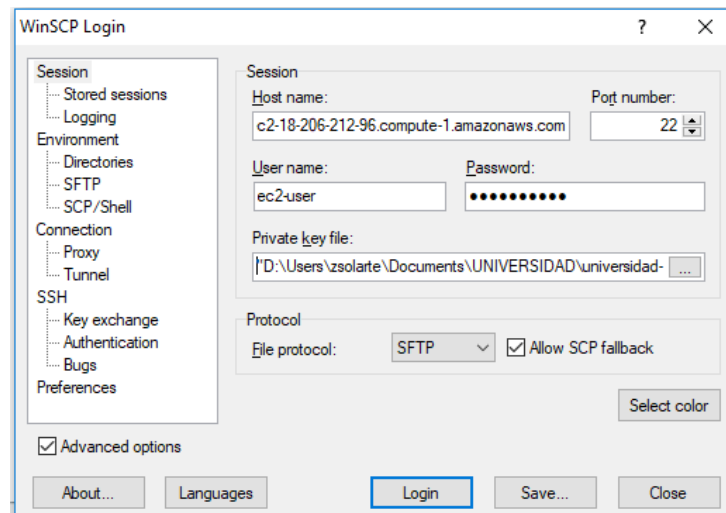 WinSCP Login
Session
Stored sessions
Logging
Environment
Directories
SFTP
SCP/Shell
Connection
Proxy
Tunnel
SSH
Key exchange
Authentication
Bugs
Preferences
Advanced options
Session
Host name: Port number:
c2-18-206-212-96.compute-1.amazonaws.com 22
User name: Password:
ec2-user ●●●●●●●●●●
Private key file:
"D:\Users\zsolarte\Documents\UNIVERSIDAD\universidad- ...
Protocol
File protocol: SFTP Allow SCP fallback
Select color
About... Languages Login Save... Close